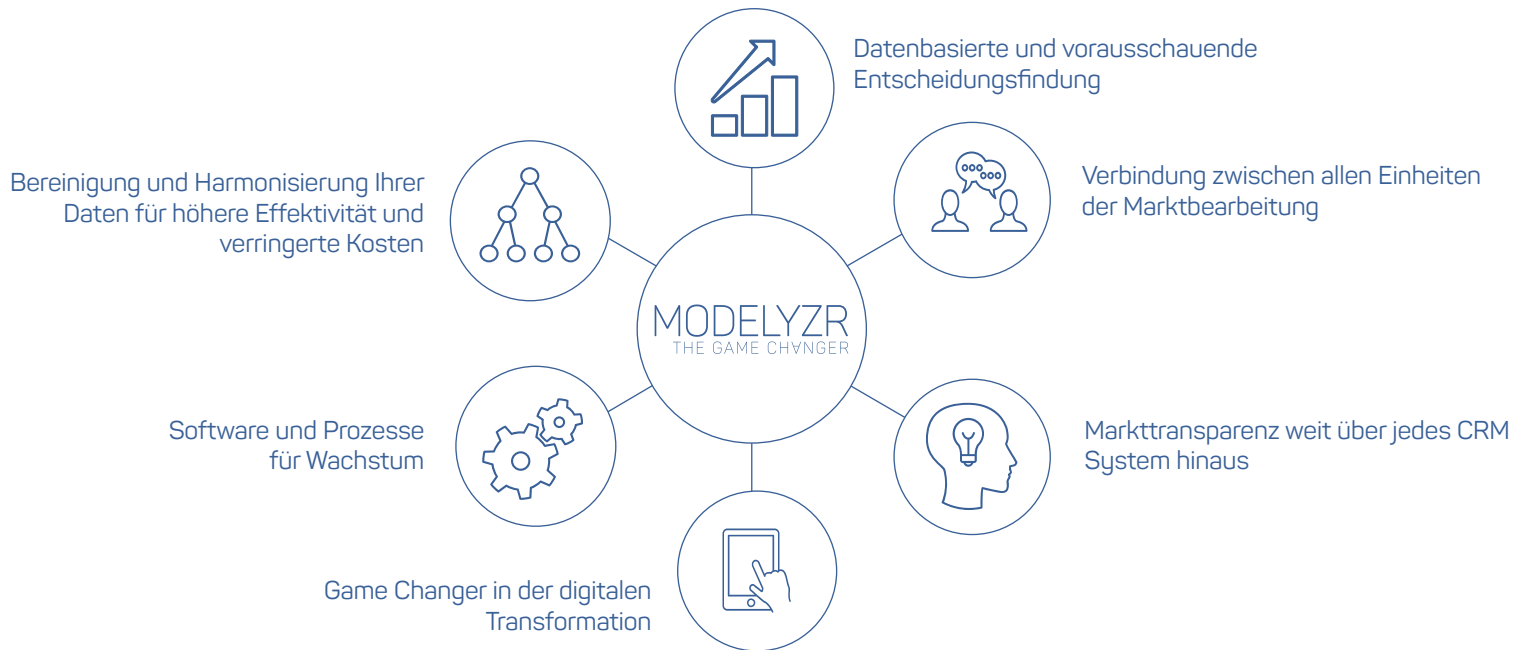 Datenbasierte und vorausschauende
Entscheidungsfindung
Verbindung zwischen allen Einheiten
der Marktbearbeitung
Bereinigung und Harmonisierung Ihrer
Daten für höhere Effektivität und
verringerte Kosten
MODELYZR
THE GAME CH∀NGER
Software und Prozesse
für Wachstum
Markttransparenz weit über jedes CRM
System hinaus
Game Changer in der digitalen
Transformation